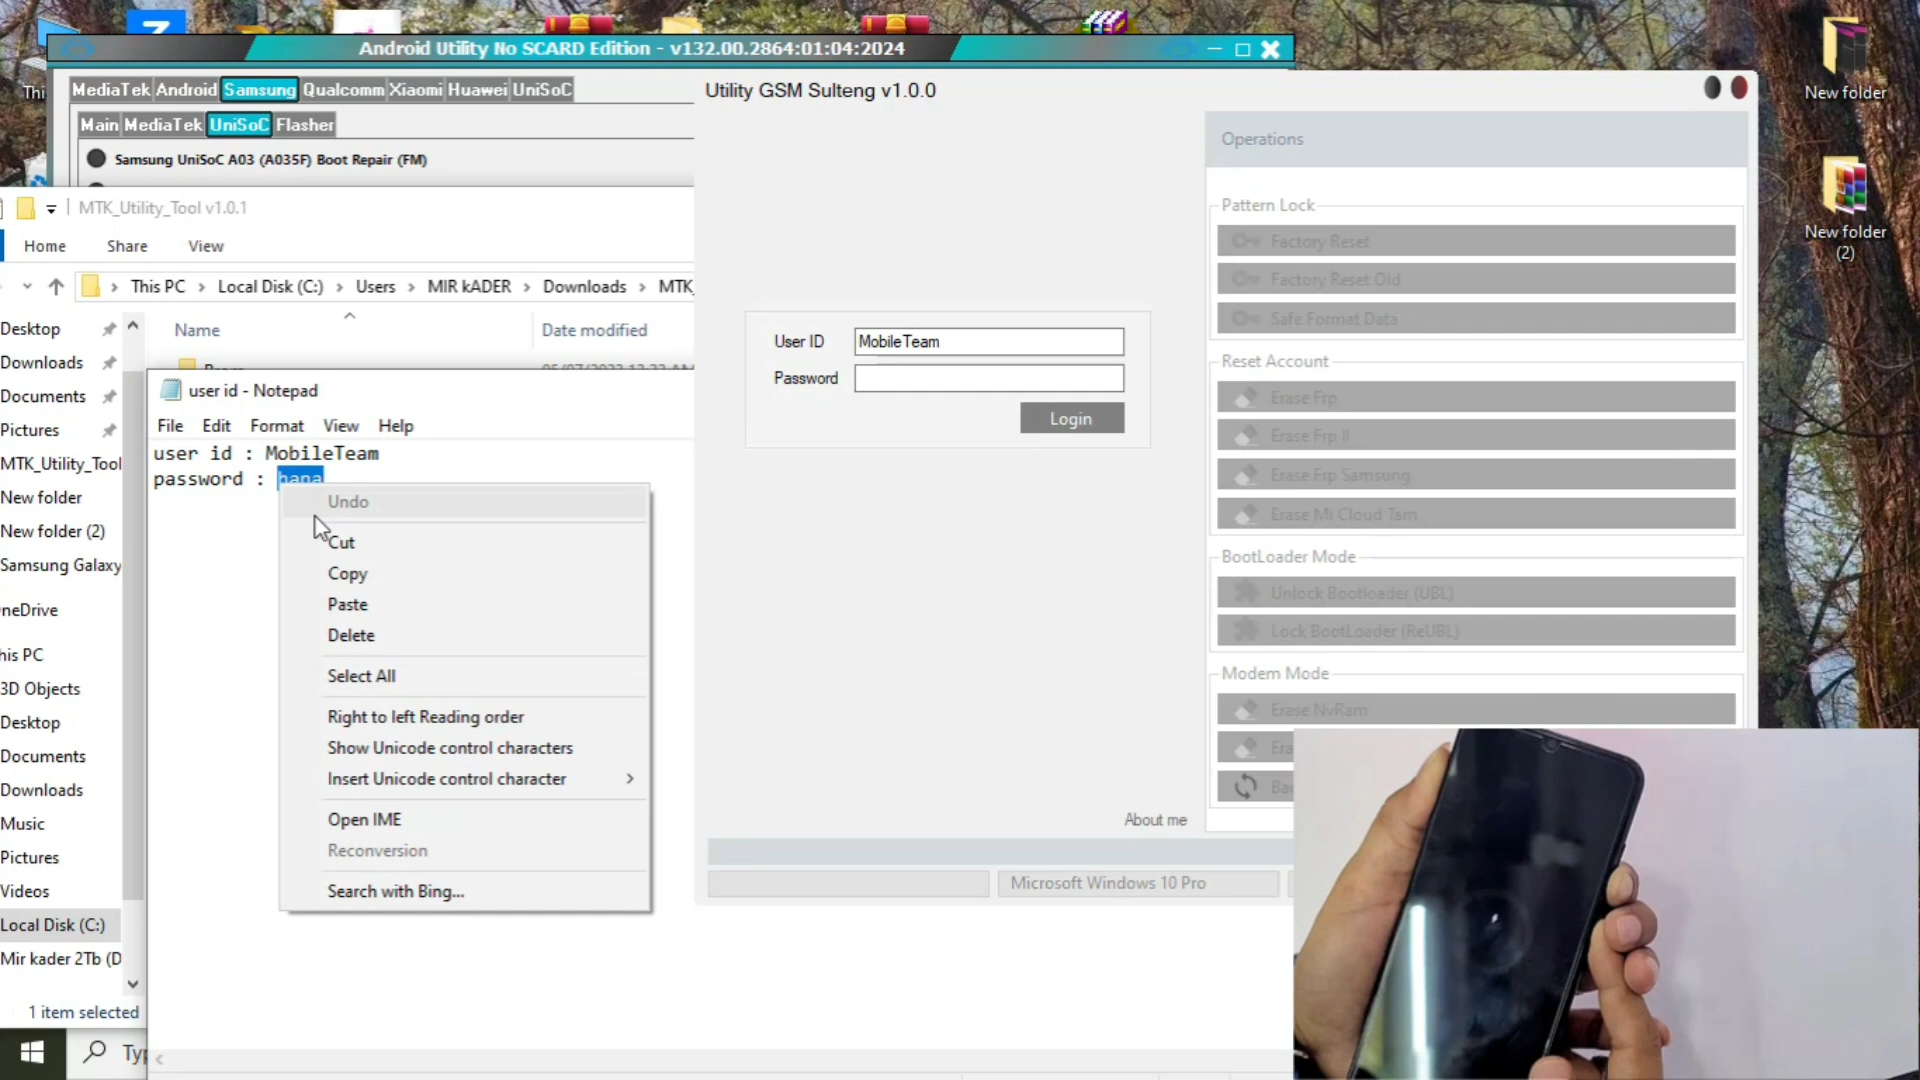 Android Utility No SCARD Edition - v132.00.2864:01:04:2024
MediaTek Android Samsung Qualcomm Xiaomi Huawei UniSoC
Main MediaTek UniSoC Flasher
Samsung UniSoC A03 (A035F) Boot Repair (FM)
MTK_Utility_Tool v1.0.1
Home Share View
This PC > Local Disk (C:) > Users > MIR kADER > Downloads > MTK_
Name Date modified
Desktop
Downloads
Documents
Pictures
MTK_Utility_Tool
New folder
New folder (2)
Samsung Galaxy
neDrive
his PC
3D Objects
Desktop
Documents
Downloads
Music
Pictures
Videos
Local Disk (C:)
Mir kader 2Tb (D
1 item selected
user id - Notepad
File Edit Format View Help
user id : MobileTeam
password : hana
Undo
Cut
Copy
Paste
Delete
Select All
Right to left Reading order
Show Unicode control characters
Insert Unicode control character >
Open IME
Reconversion
Search with Bing...
Utility GSM Sulteng v1.0.0
User ID MobileTeam
Password
Login
About me
Microsoft Windows 10 Pro
Operations
Pattern Lock
Factory Reset
Factory Reset Old
Safe Format Data
Reset Account
Erase Frp
Erase Frp II
Erase Frp Samsung
Erase Mi Cloud Tam
BootLoader Mode
Unlock Bootloader (UBL)
Lock BootLoader (ReUBL)
Modem Mode
Erase NvRam
New folder
New folder
(2)